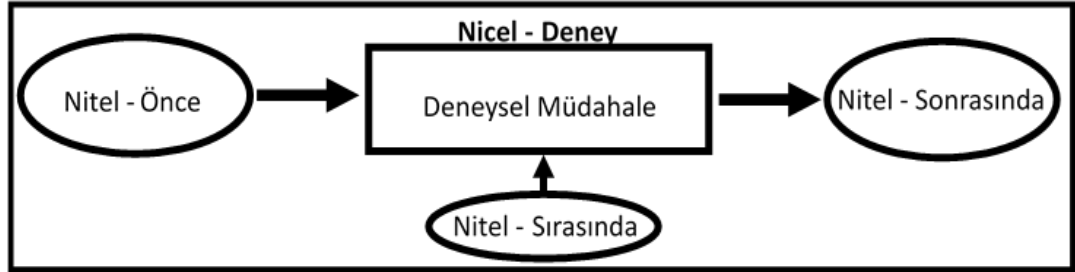 Nicel - Deney
Nitel - Önce
Deneysel Müdahale
Nitel - Sonrasında
Nitel - Sırasında